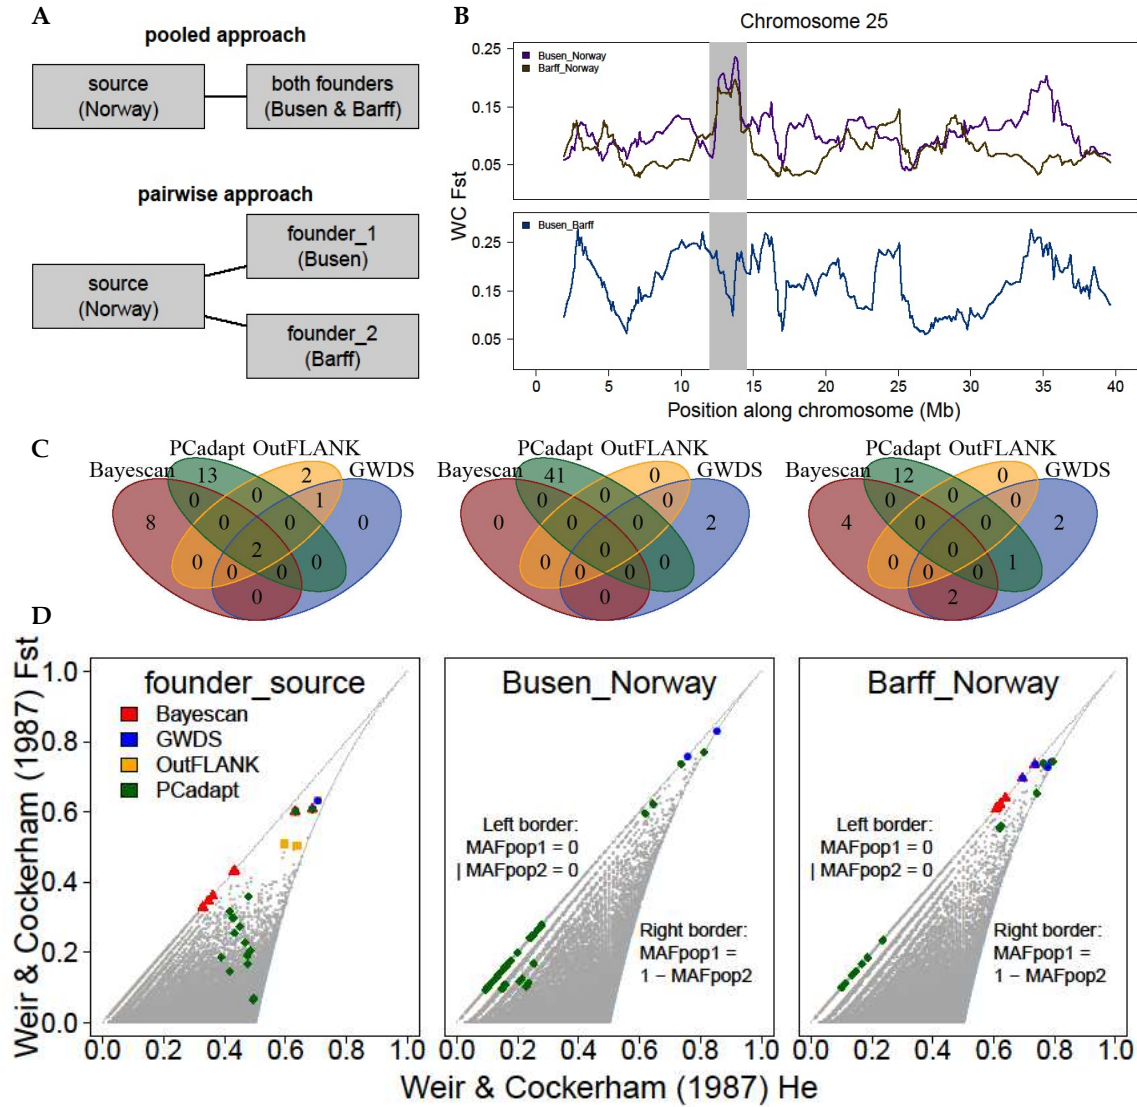 A
pooled approach
source
(Norway)
both founders
(Busen & Barff)
pairwise approach
source
(Norway)
founder_1
(Busen)
founder_2
(Barff)
B
Chromosome 25
WC Fst
0.25
0.15
0.05
Busen_Norway
Barff_Norway
0.25
0.15
0.05
Busen_Barff
0 5 10 15 20 25 30 35 40
Position along chromosome (Mb)
C
Bayescan PCadapt OutFLANK GWDS
13 2
0 0 1
8 0 0 0
2
0 0 0 0
0
Bayescan PCadapt OutFLANK GWDS
41 0
0 0 0
0 0 0 2
0
0 0 0 0
0
Bayescan PCadapt OutFLANK GWDS
12 0
0 0 0
4 0 0 2
0
0 0 0 1
2
D
Weir & Cockerham (1987) Fst
1.0
0.8
0.6
0.4
0.2
0.0
founder_source
Bayescan
GWDS
OutFLANK
PCadapt
0.0 0.2 0.4 0.6 0.8 1.0
Busen_Norway
Left border:
MAFpop1 = 0
| MAFpop2 = 0
Right border:
MAFpop1 =
1 − MAFpop2
0.0 0.2 0.4 0.6 0.8 1.0
Barff_Norway
Left border:
MAFpop1 = 0
| MAFpop2 = 0
Right border:
MAFpop1 =
1 − MAFpop2
0.0 0.2 0.4 0.6 0.8 1.0
Weir & Cockerham (1987) He